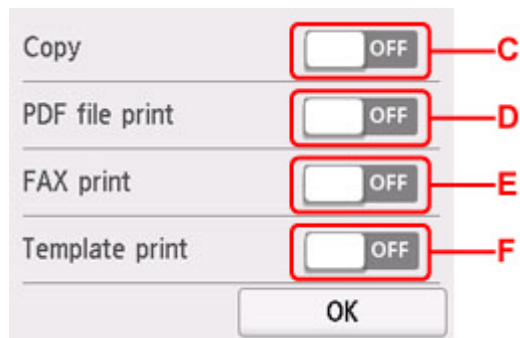 Copy OFF C
PDF file print OFF D
FAX print OFF E
Template print OFF F
OK